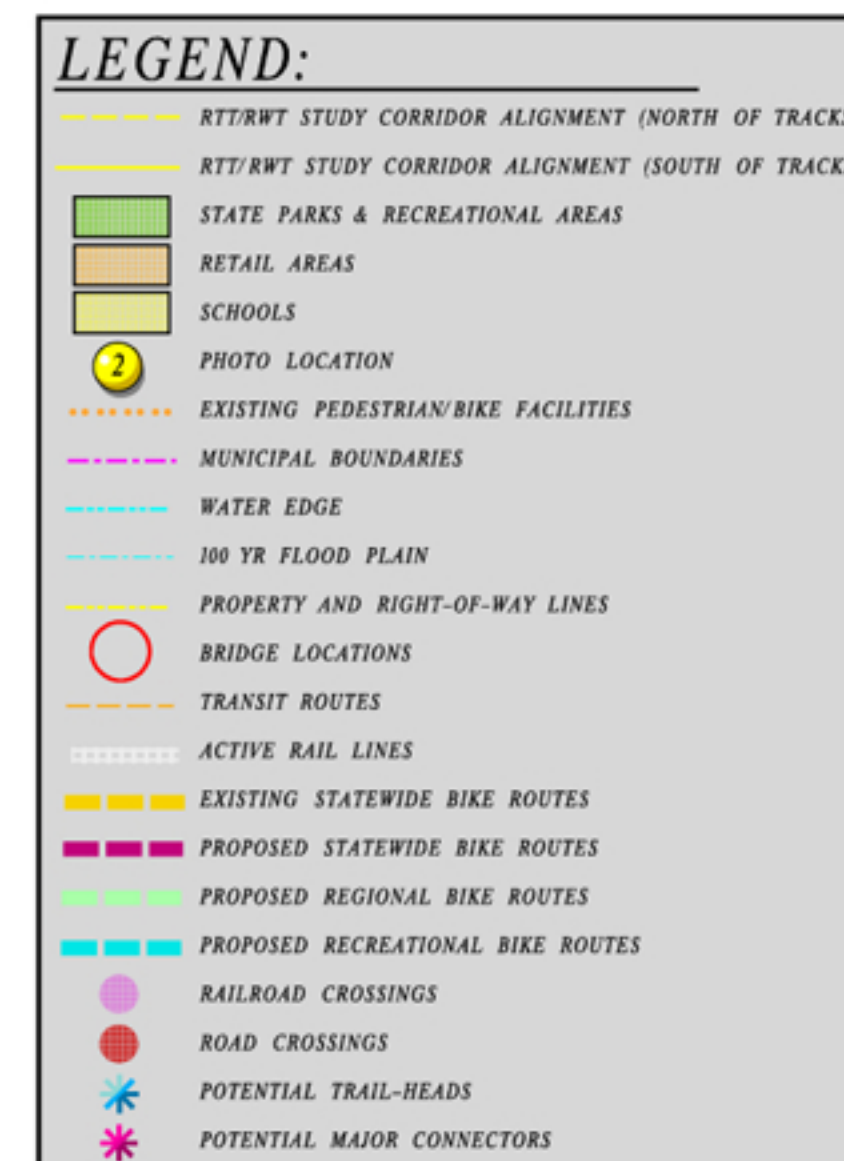 LEGEND:
RTT/RWT STUDY CORRIDOR ALIGNMENT (NORTH OF TRACKS
RTT/RWT STUDY CORRIDOR ALIGNMENT (SOUTH OF TRACKS
STATE PARKS & RECREATIONAL AREAS
RETAIL AREAS
SCHOOLS
2 PHOTO LOCATION
EXISTING PEDESTRIAN/BIKE FACILITIES
MUNICIPAL BOUNDARIES
WATER EDGE
100 YR FLOOD PLAIN
PROPERTY AND RIGHT-OF-WAY LINES
BRIDGE LOCATIONS
TRANSIT ROUTES
ACTIVE RAIL LINES
EXISTING STATEWIDE BIKE ROUTES
PROPOSED STATEWIDE BIKE ROUTES
PROPOSED REGIONAL BIKE ROUTES
PROPOSED RECREATIONAL BIKE ROUTES
RAILROAD CROSSINGS
ROAD CROSSINGS
POTENTIAL TRAIL-HEADS
POTENTIAL MAJOR CONNECTORS